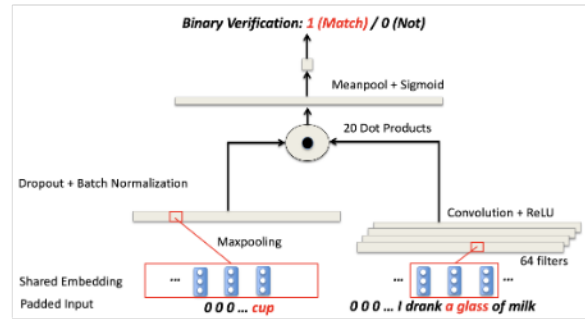 Binary Verification: 1 (Match) / 0 (Not)
Meanpool + Sigmoid
20 Dot Products
Dropout + Batch Normalization
Convolution + ReLU
Maxpooling
64 filters
... ...
Shared Embedding
Padded Input
0 0 0 ... cup
0 0 0 ... I drank a glass of milk